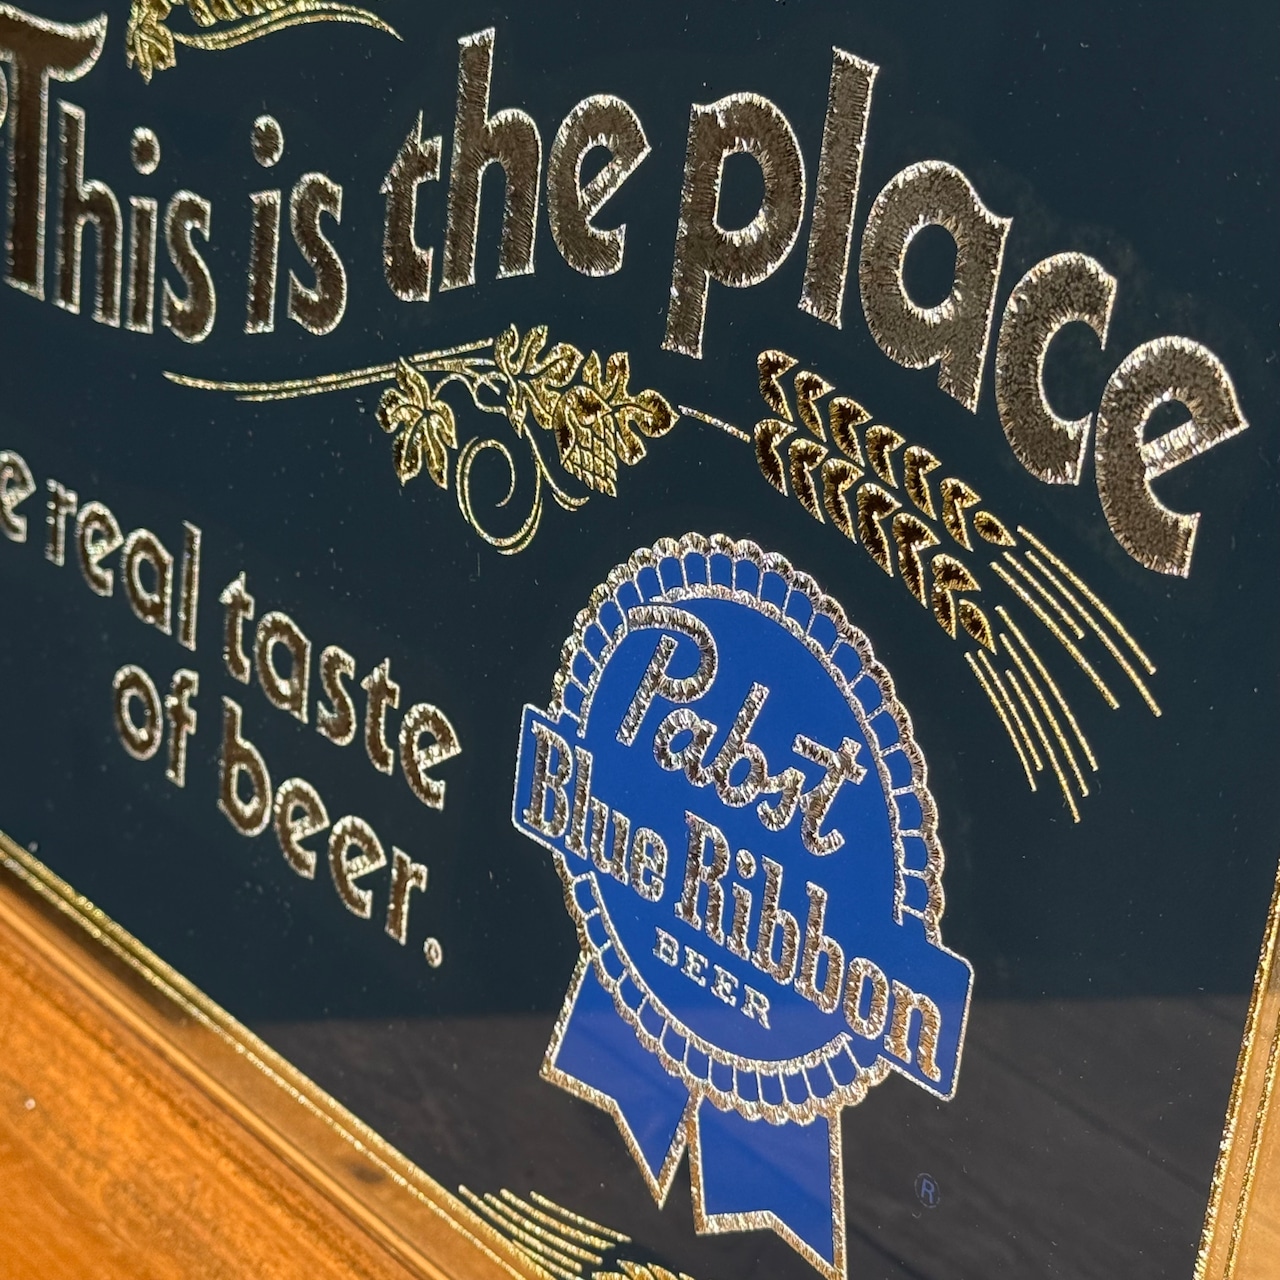 This is the place
e real taste
of beer.
Pabst
Blue Ribbon
BEER
®